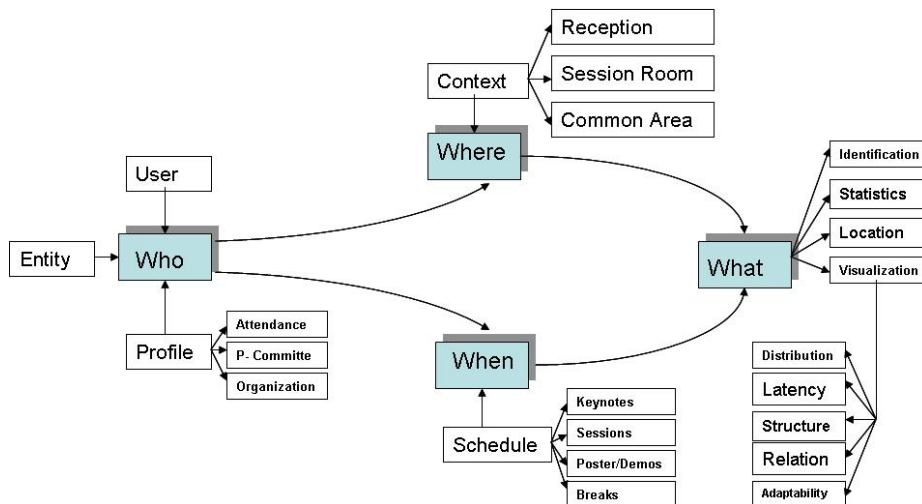 Reception
Context
Session Room
Common Area
Where
Identification
User
Statistics
Location
Entity
Who
What
Visualization
Attendance
Profile
P- Committe
Organization
When
Distribution
Latency
Keynotes
Structure
Schedule
Sessions
Relation
Poster/Demos
Breaks
Adaptability